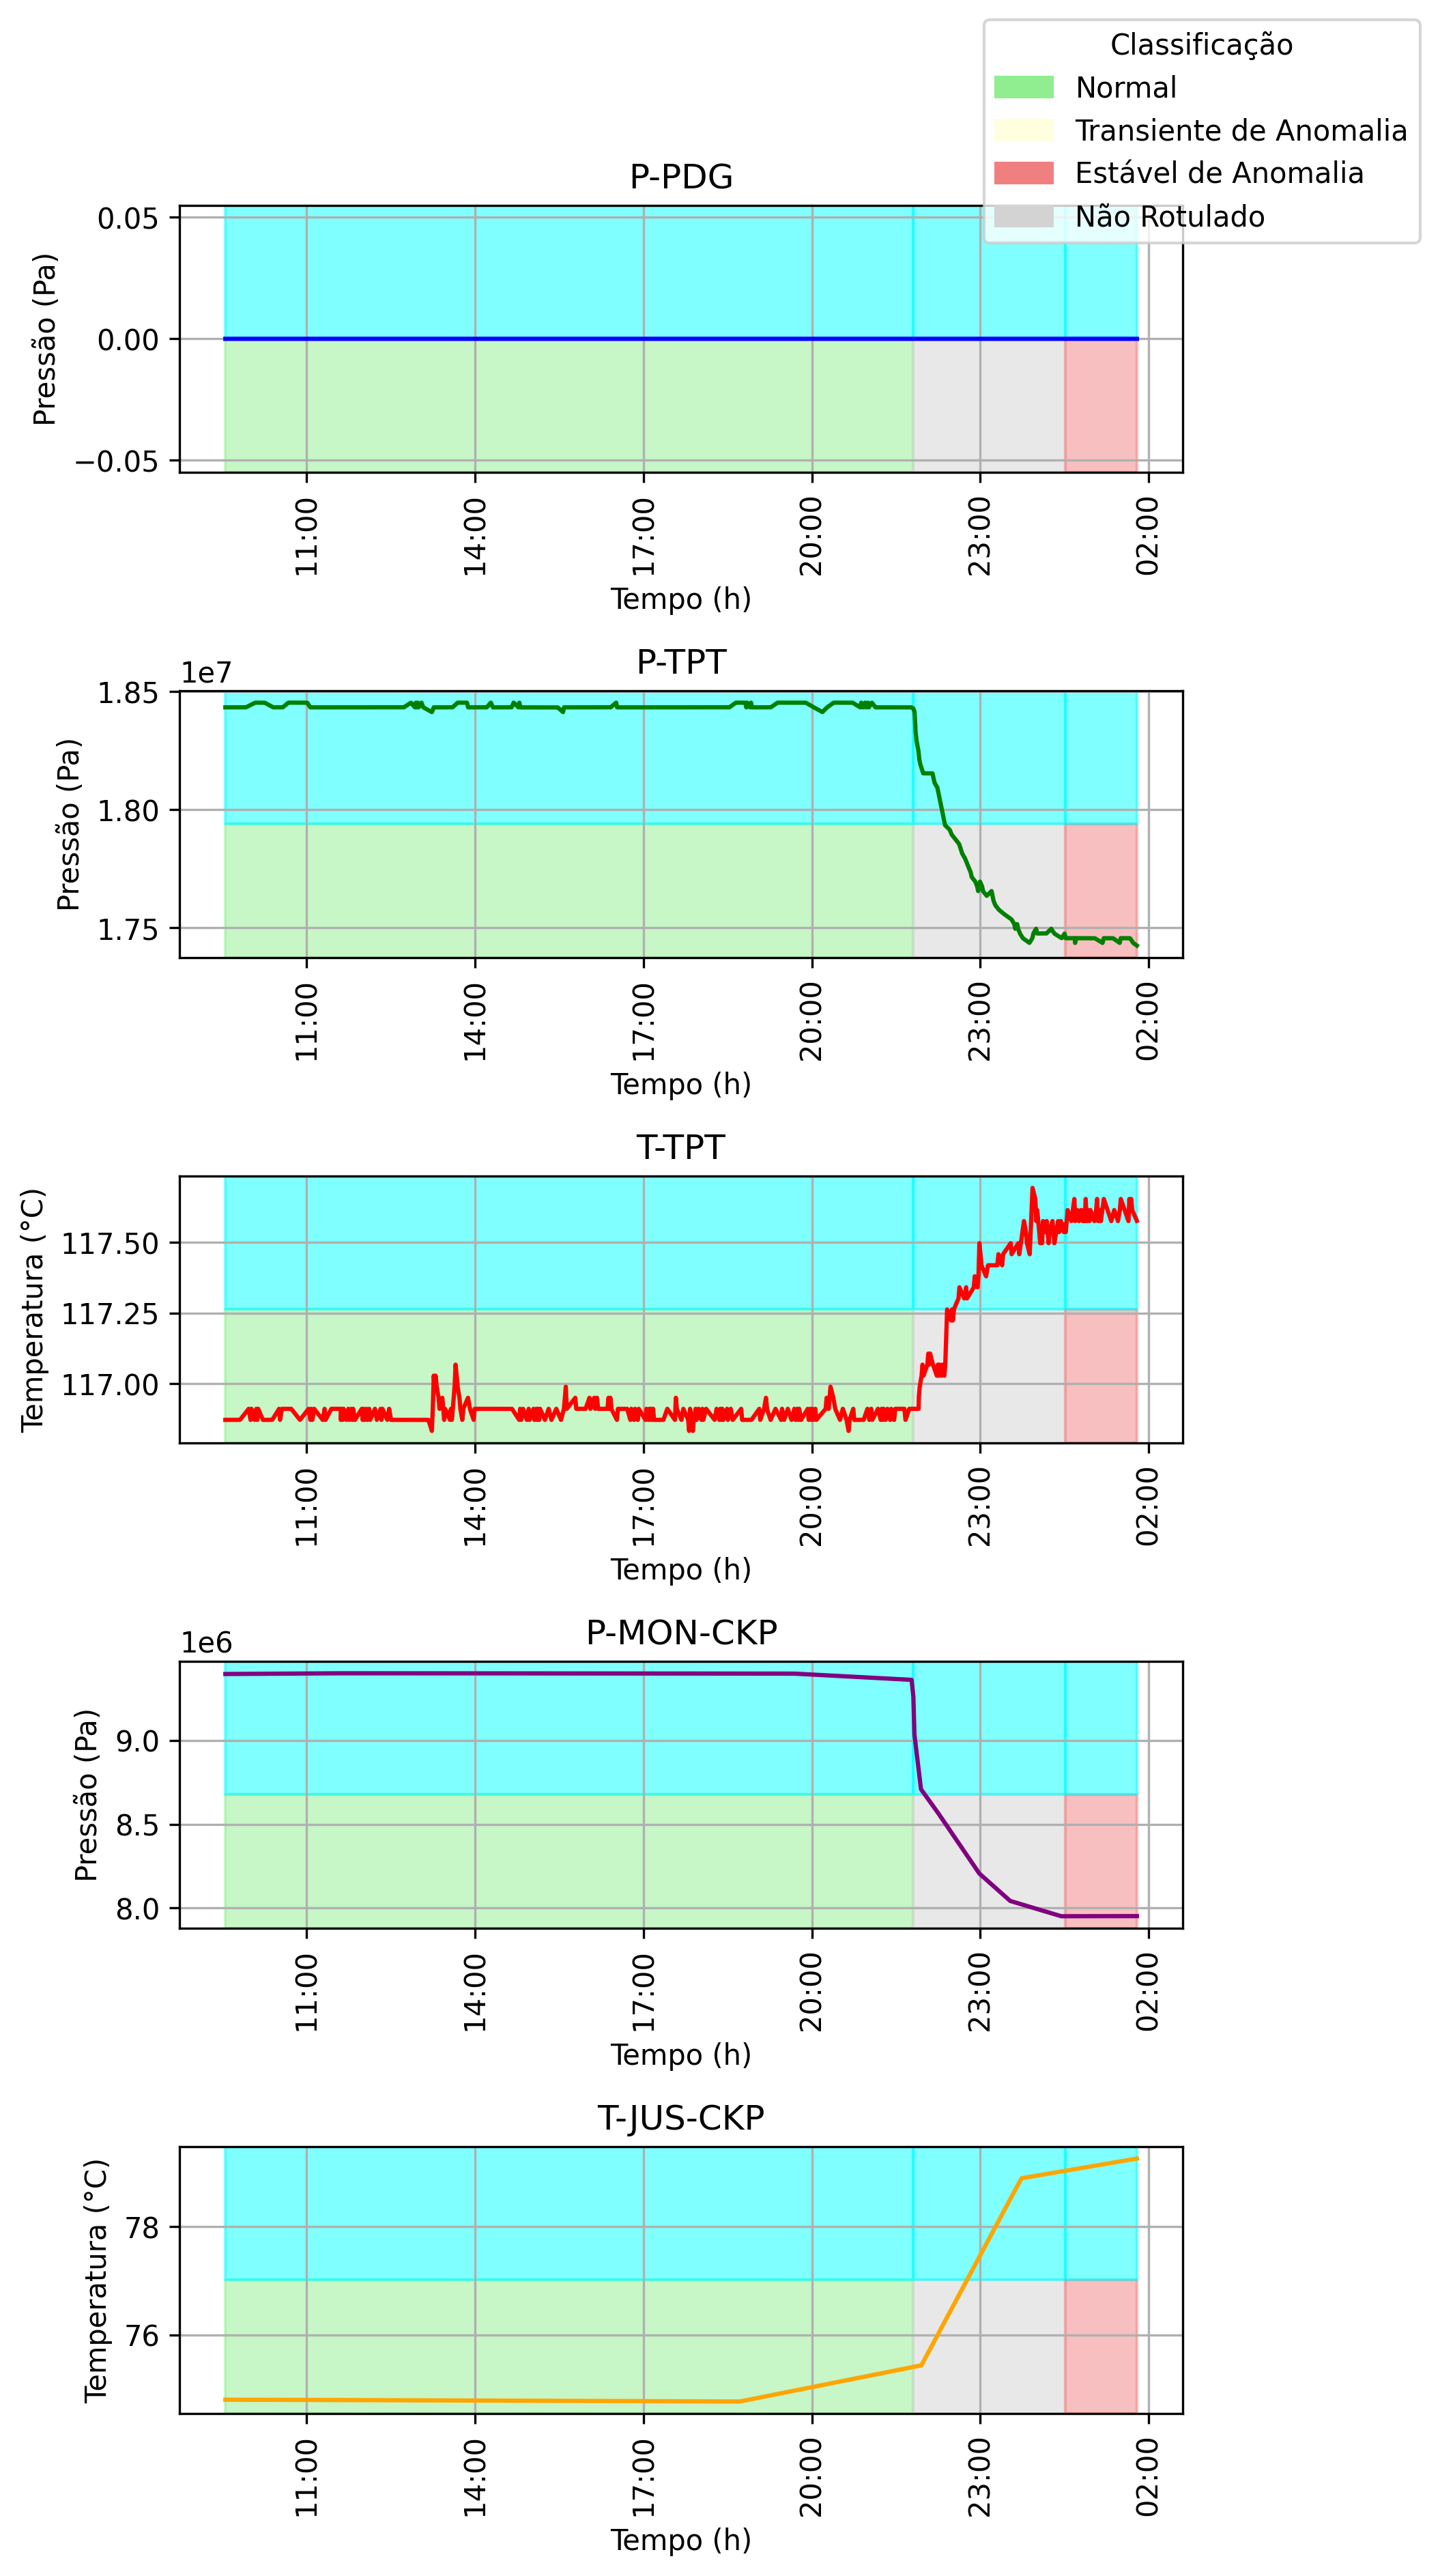 Classificação
Normal
Transiente de Anomalia
Estável de Anomalia
Não Rotulado
P-PDG
Pressão (Pa)
0.05
0.00
−0.05
11:00
14:00
17:00
20:00
23:00
02:00
Tempo (h)
P-TPT
1e7
Pressão (Pa)
1.85
1.80
1.75
11:00
14:00
17:00
20:00
23:00
02:00
Tempo (h)
T-TPT
Temperatura (°C)
117.50
117.25
117.00
11:00
14:00
17:00
20:00
23:00
02:00
Tempo (h)
P-MON-CKP
1e6
Pressão (Pa)
9.0
8.5
8.0
11:00
14:00
17:00
20:00
23:00
02:00
Tempo (h)
T-JUS-CKP
Temperatura (°C)
78
76
11:00
14:00
17:00
20:00
23:00
02:00
Tempo (h)